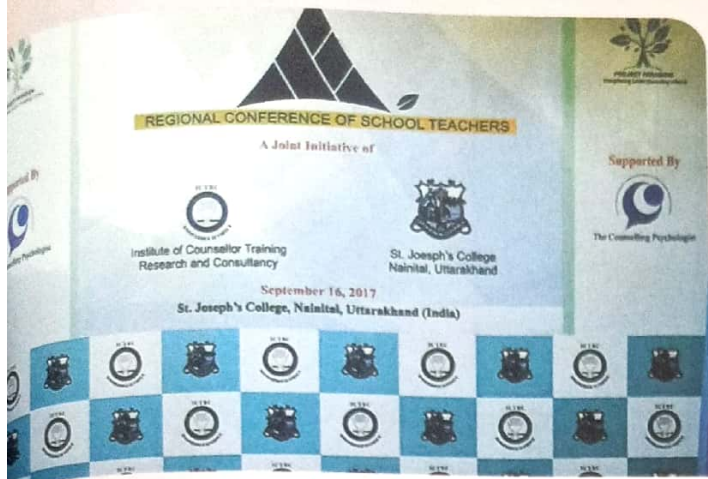 REGIONAL CONFERENCE OF SCHOOL TEACHERS
A Joint Initiative of
ICTRC
Institute of Counsellor Training
Research and Consultancy
St. Joesph's College
Nainital, Uttarakhand
September 16, 2017
St. Joseph's College, Nainital, Uttarakhand (India)
Supported By
The Counselling Psychologist